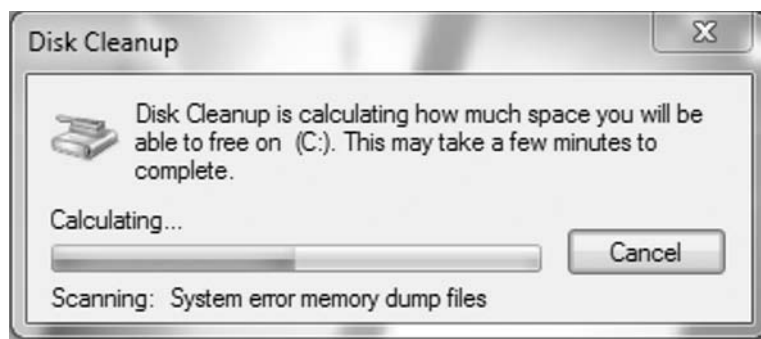 Disk Cleanup
Disk Cleanup is calculating how much space you will be
able to free on  (C:). This may take a few minutes to
complete.
Calculating...
Cancel
Scanning:  System error memory dump files